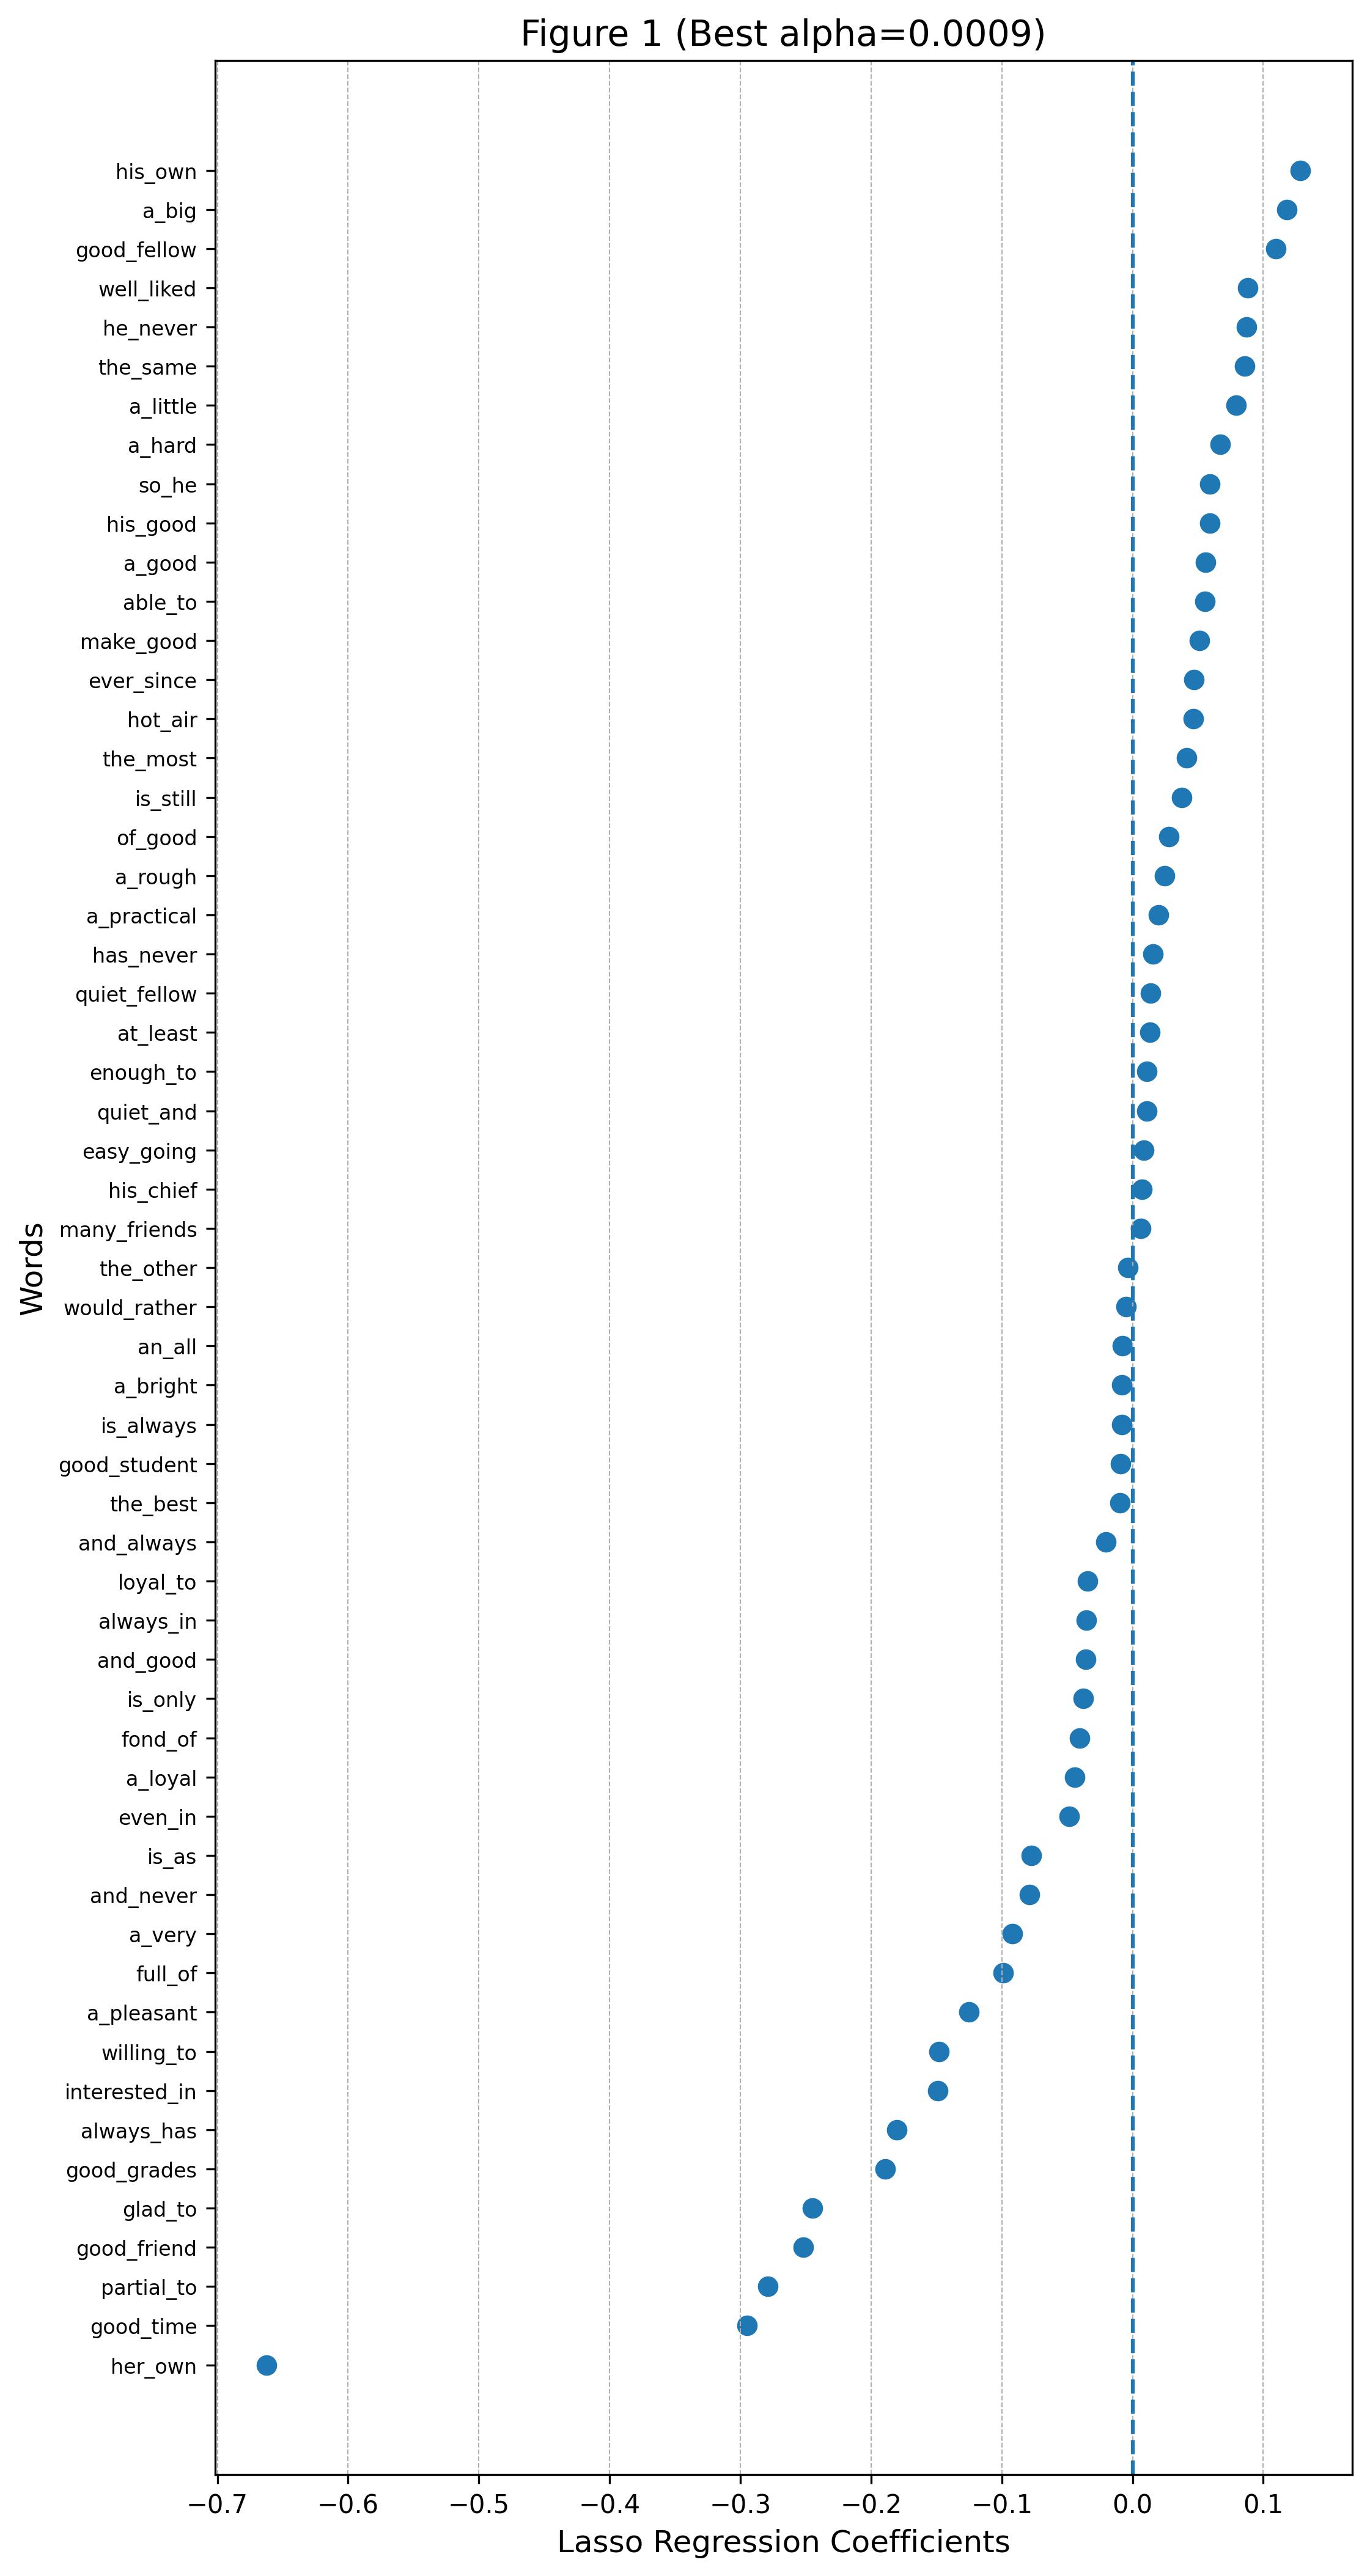 Figure 1 (Best alpha=0.0009)
his_own
a_big
good_fellow
well_liked
he_never
the_same
a_little
a_hard
so_he
his_good
a_good
able_to
make_good
ever_since
hot_air
the_most
is_still
of_good
a_rough
a_practical
has_never
quiet_fellow
at_least
enough_to
quiet_and
easy_going
his_chief
many_friends
the_other
would_rather
an_all
a_bright
is_always
good_student
the_best
and_always
loyal_to
always_in
and_good
is_only
fond_of
a_loyal
even_in
is_as
and_never
a_very
full_of
a_pleasant
willing_to
interested_in
always_has
good_grades
glad_to
good_friend
partial_to
good_time
her_own
Words
−0.7 −0.6 −0.5 −0.4 −0.3 −0.2 −0.1 0.0 0.1
Lasso Regression Coefficients